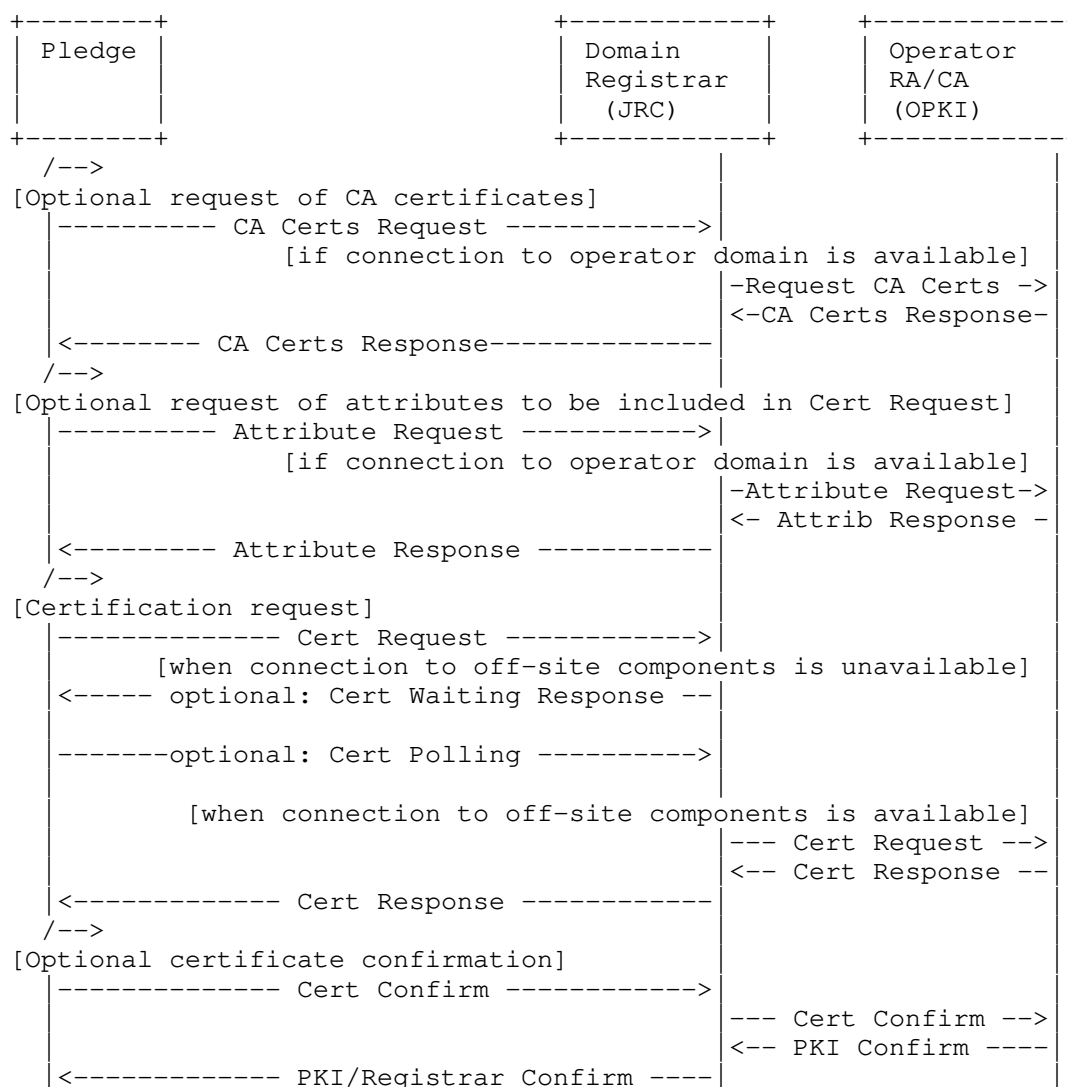 +--------+                         +------------+      +------------
| Pledge |                         | Domain     |      | Operator
|        |                         | Registrar  |      | RA/CA
|        |                         |  (JRC)     |      | (OPKI)
+--------+                         +------------+      +------------
  /-->                                       |                    |
[Optional request of CA certificates]        |                    |
  |---------- CA Certs Request ------------>|                    |
  |              [if connection to operator domain is available] |
  |                                         |-Request CA Certs ->|
  |                                         |<-CA Certs Response-|
  |<-------- CA Certs Response--------------|                    |
  /-->                                      |                    |
[Optional request of attributes to be included in Cert Request]  |
  |---------- Attribute Request ----------->|                    |
  |              [if connection to operator domain is available] |
  |                                         |-Attribute Request->|
  |                                         |<- Attrib Response -|
  |<--------- Attribute Response -----------|                    |
  /-->                                      |                    |
[Certification request]                     |                    |
  |-------------- Cert Request ------------>|                    |
  |      [when connection to off-site components is unavailable] |
  |<----- optional: Cert Waiting Response --|                    |
  |                                         |                    |
  |-------optional: Cert Polling ---------->|                    |
  |                                         |                    |
  |        [when connection to off-site components is available] |
  |                                         |--- Cert Request -->|
  |                                         |<-- Cert Response --|
  |<------------- Cert Response ------------|                    |
  /-->                                      |                    |
[Optional certificate confirmation]         |                    |
  |-------------- Cert Confirm ------------>|                    |
  |                                         |--- Cert Confirm -->|
  |                                         |<-- PKI Confirm ----|
  |<------------- PKI/Registrar Confirm ----|                    |